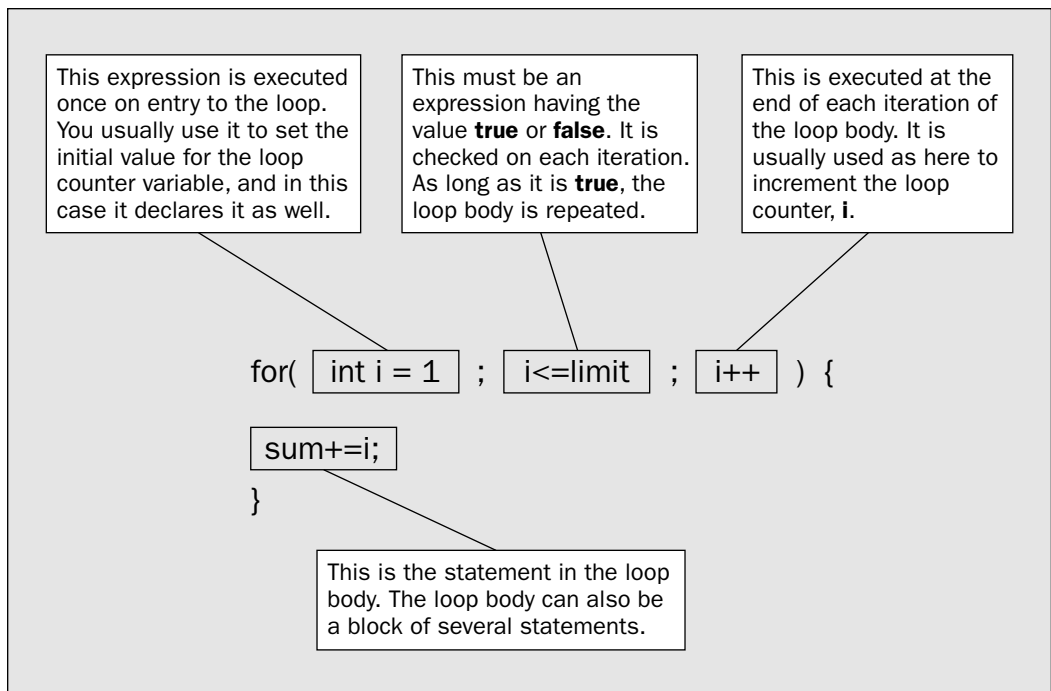 This expression is executed
once on entry to the loop.
You usually use it to set the
initial value for the loop
counter variable, and in this
case it declares it as well.
This must be an
expression having the
value true or false. It is
checked on each iteration.
As long as it is true, the
loop body is repeated.
This is executed at the
end of each iteration of
the loop body. It is
usually used as here to
increment the loop
counter, i.
for( int i = 1 ; i<=limit ; i++ ) {
sum+=i;
}
This is the statement in the loop
body. The loop body can also be
a block of several statements.